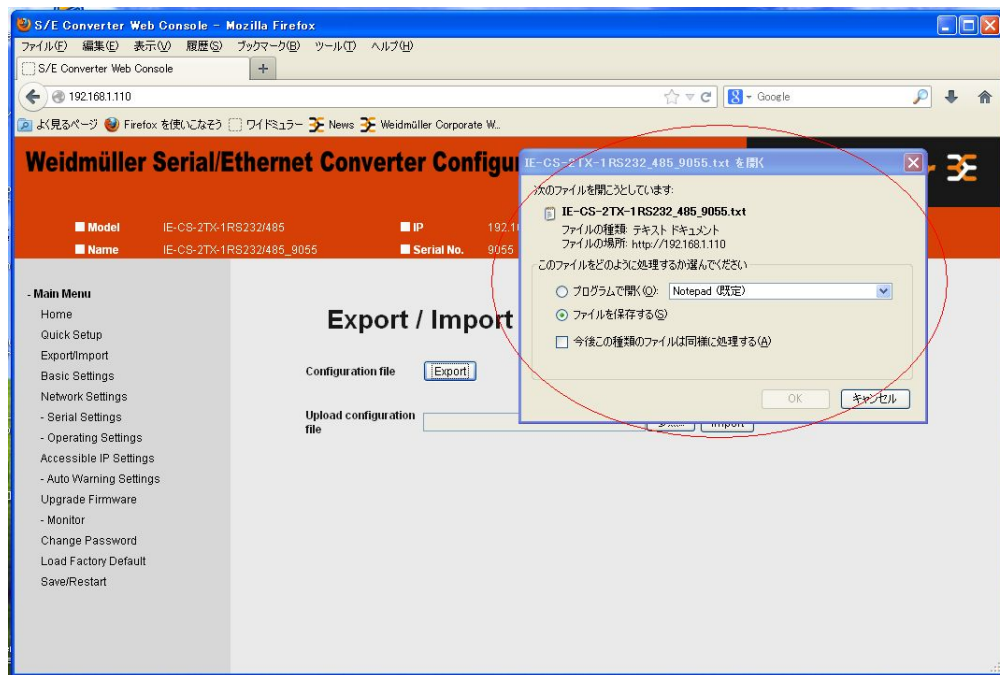 S/E Converter Web Console - Mozilla Firefox
ファイル(F) 編集(E) 表示(V) 履歴(S) ブックマーク(B) ツール(T) ヘルプ(H)
S/E Converter Web Console +
192.168.1.110 Google
よく見るページ Firefox を使いこなそう ワイドミュラー News Weidmüller Corporate W...
Weidmüller Serial/Ethernet Converter Configu
Model IE-CS-2TX-1RS232/485 IP 192.1
Name IE-CS-2TX-1RS232/485_9055 Serial No. 9055
- Main Menu
Home
Quick Setup
Export/Import
Basic Settings
Network Settings
- Serial Settings
- Operating Settings
Accessible IP Settings
- Auto Warning Settings
Upgrade Firmware
- Monitor
Change Password
Load Factory Default
Save/Restart
Export / Import
Configuration file Export
Upload configuration
file Import
IE-CS-2TX-1RS232_485_9055.txt を開く
次のファイルを開こうとしています:
IE-CS-2TX-1RS232_485_9055.txt
ファイルの種類: テキスト ドキュメント
ファイルの場所: http://192.168.1.110
このファイルをどのように処理するか選んでください
プログラムで開く(O): Notepad (既定)
ファイルを保存する(S)
今後この種類のファイルは同様に処理する(A)
OK キャンセル